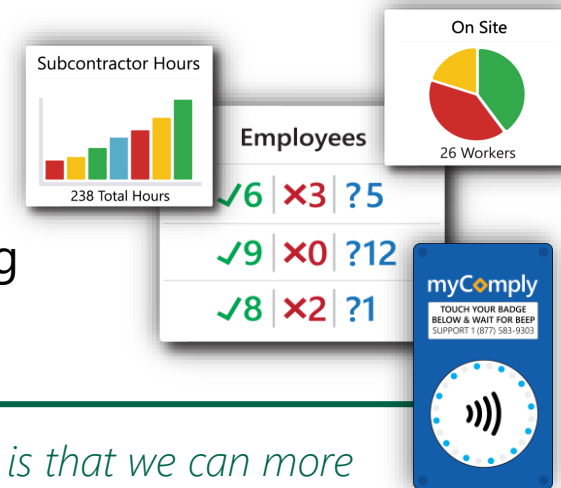 On Site
26 Workers
Subcontractor Hours
238 Total Hours
Employees
✓6 | ✕3 | ?5
✓9 | ✕0 | ?12
✓8 | ✕2 | ?1
myComply
TOUCH YOUR BADGE
BELOW & WAIT FOR BEEP
SUPPORT 1 (877) 583-9303
is that we can more